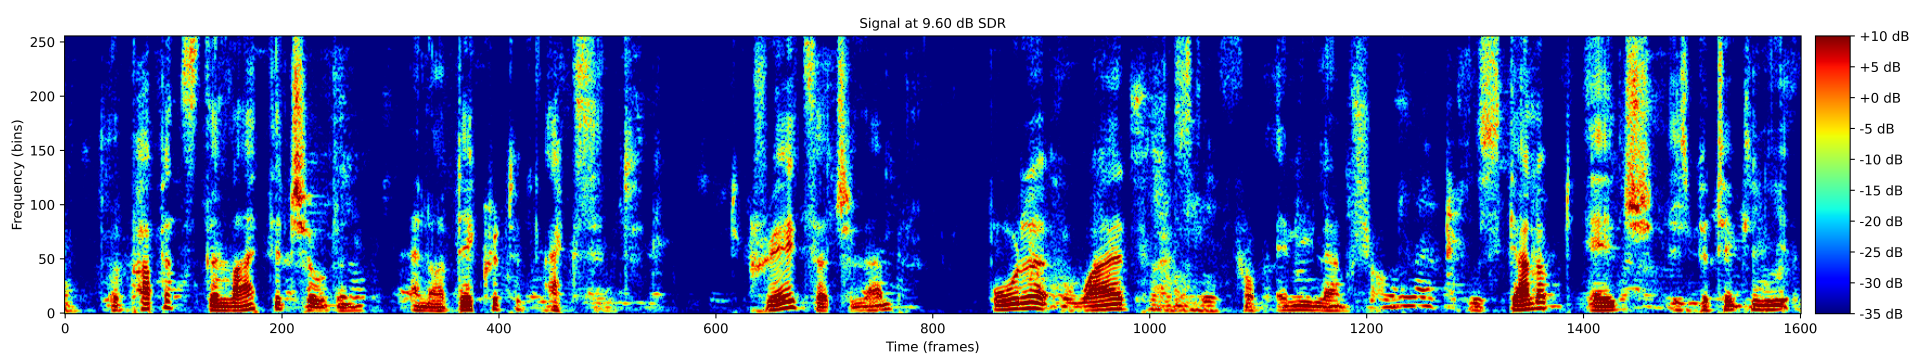 Signal at 9.60 dB SDR
Frequency (bins)
250
200
150
100
50
0
0 200 400 600 800 1000 1200 1400 1600
Time (frames)
+10 dB
+5 dB
+0 dB
-5 dB
-10 dB
-15 dB
-20 dB
-25 dB
-30 dB
-35 dB